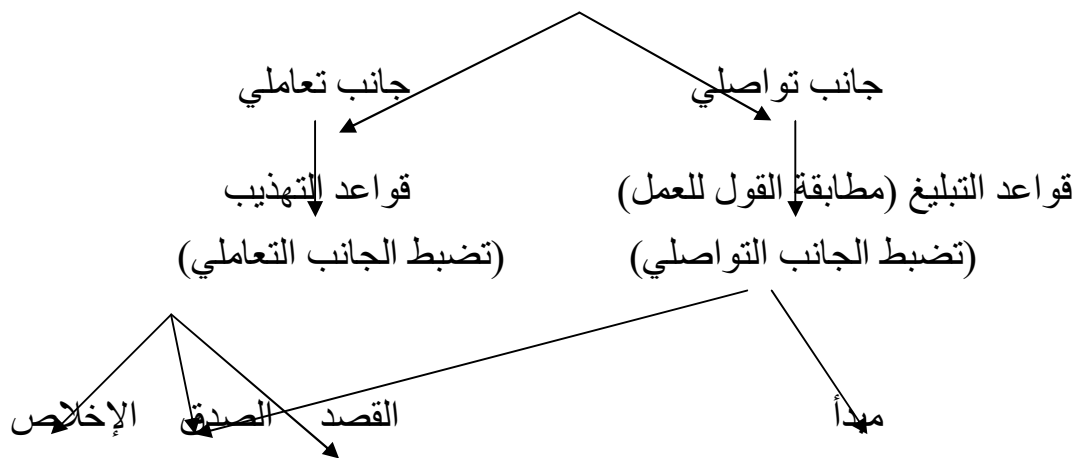 جانب تواصلي جانب تعاملي
قواعد التبليغ (مطابقة القول للعمل) قواعد التهذيب
(تضبط الجانب التواصلي) (تضبط الجانب التعاملي)
مبدأ القصد الصدق الإخلاص